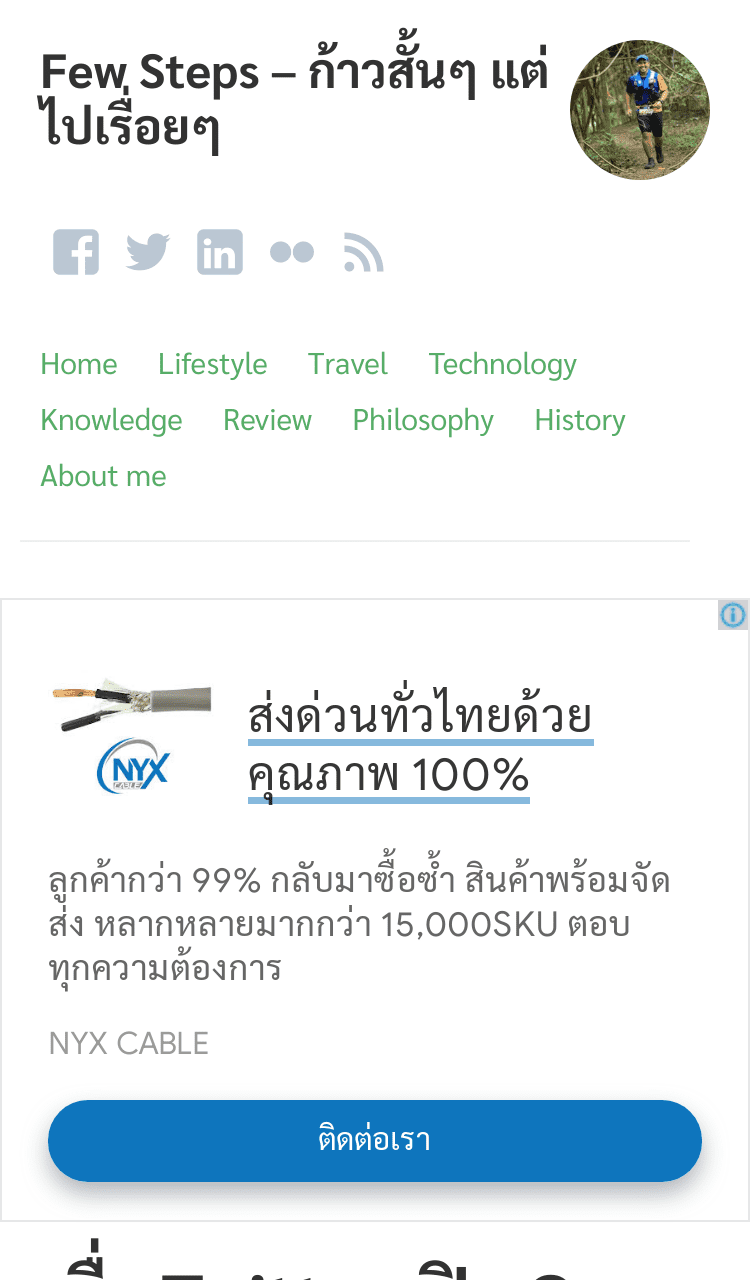 Few Steps – ก้าวสั้นๆ แต่
ไปเรื่อยๆ
Home Lifestyle Travel Technology
Knowledge Review Philosophy History
About me
ส่งด่วนทั่วไทยด้วย
คุณภาพ 100%
NYX
CABLE
ลูกค้ากว่า 99% กลับมาซื้อซ้ำ สินค้าพร้อมจัด
ส่ง หลากหลายมากกว่า 15,000SKU ตอบ
ทุกความต้องการ
NYX CABLE
ติดต่อเรา